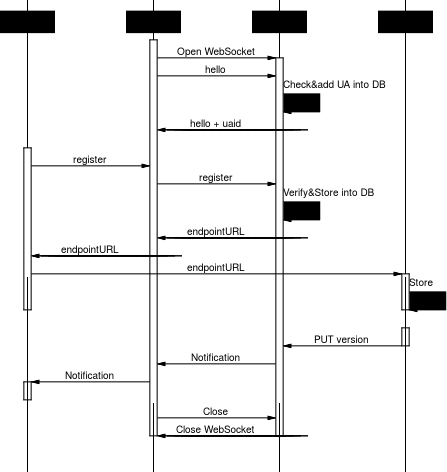 Open WebSocket
hello
Check&add UA into DB
hello + uaid
register
register
Verify&Store into DB
endpointURL
endpointURL
endpointURL
Store
PUT version
Notification
Notification
Close
Close WebSocket